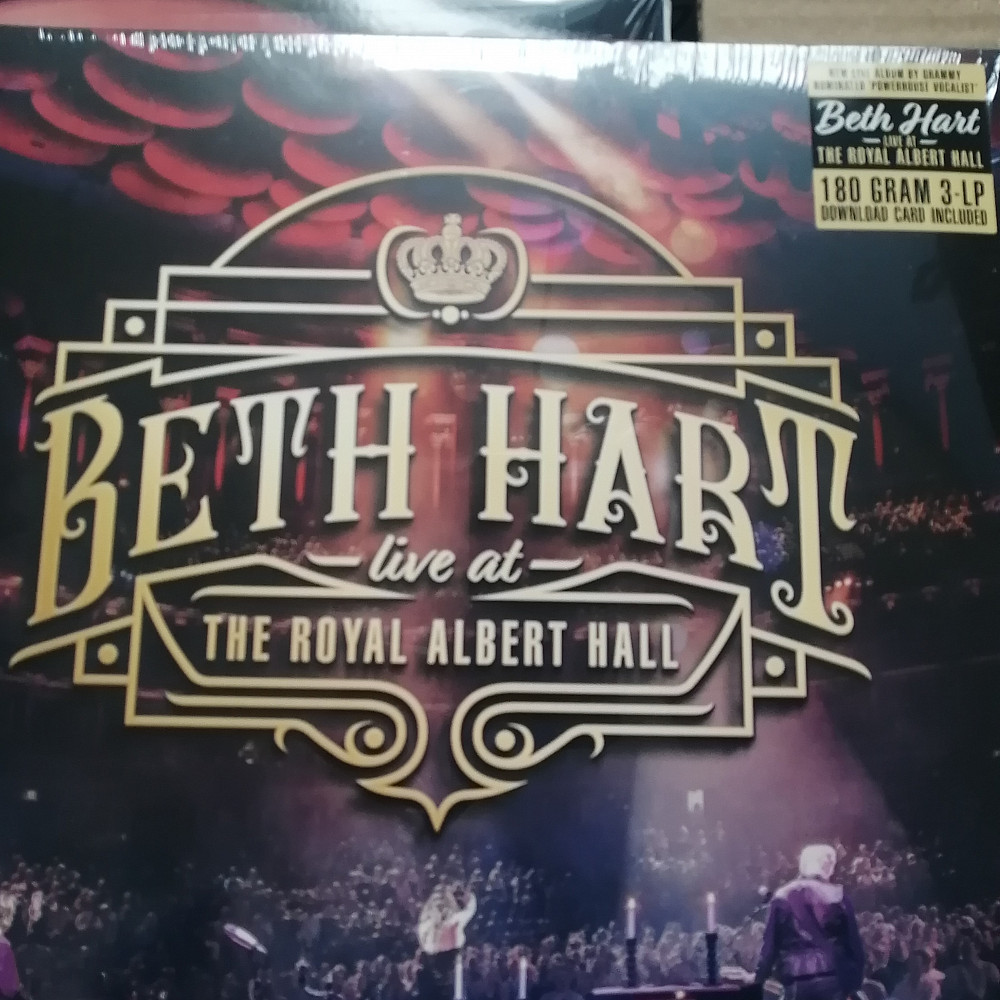 NEW LIVE ALBUM BY GRAMMY
NOMINATED 'POWERHOUSE VOCALIST'
Beth Hart
LIVE AT
THE ROYAL ALBERT HALL
180 GRAM 3-LP
DOWNLOAD CARD INCLUDED
BETH HART
live at
THE ROYAL ALBERT HALL